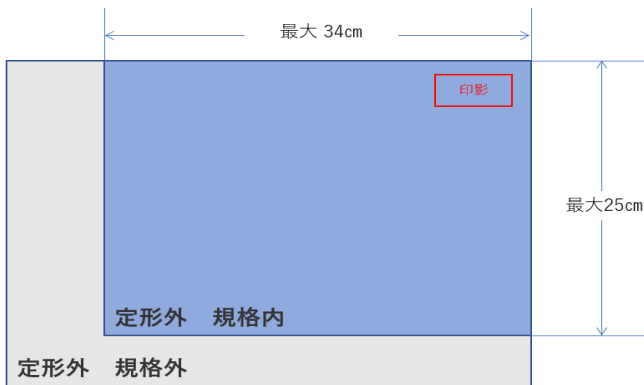 最大 34㎝
印影
最大25㎝
定形外　規格内
定形外　規格外